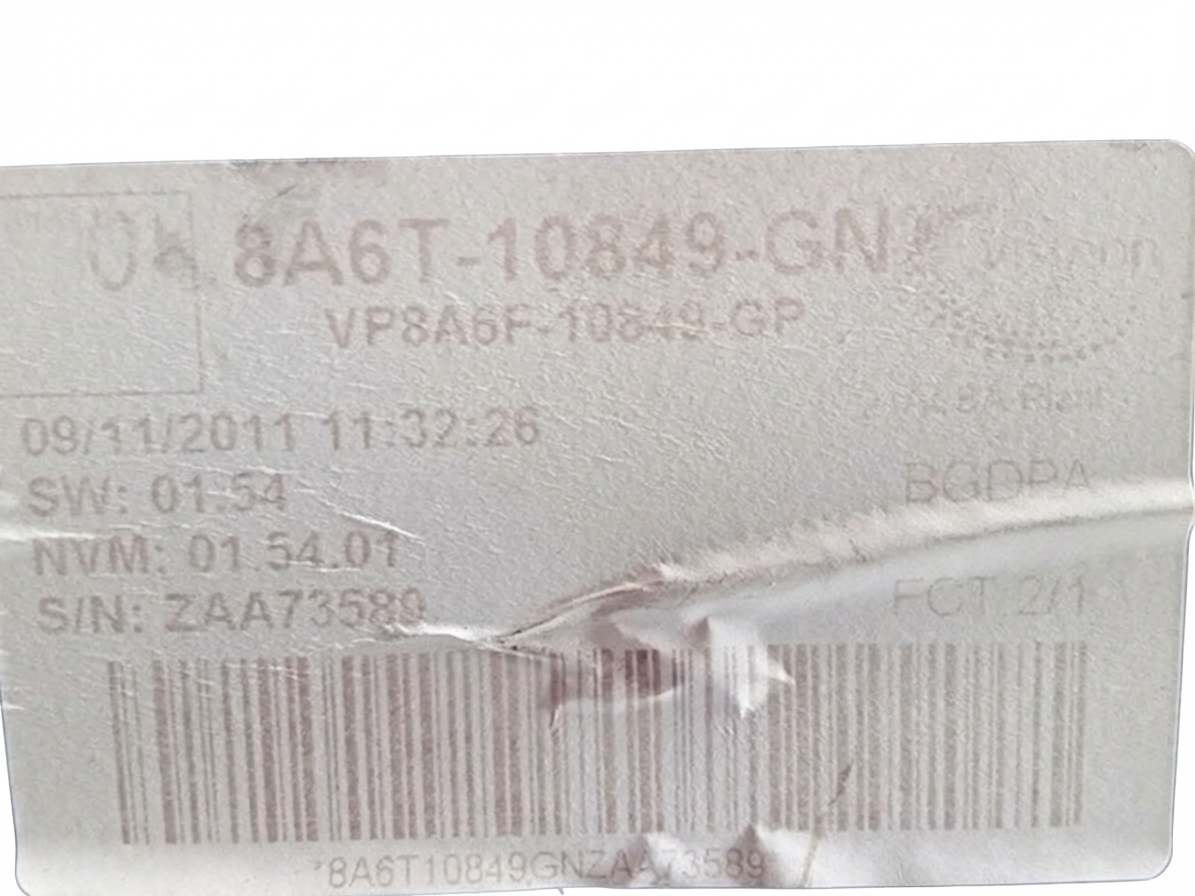 8A6T-10849-GN
VP8A6F-10849-GP
09/11/2011 11:32:26
SW: 01.54
BGDPA
NVM: 01.54.01
S/N: ZAA73589
FCT 2/1
*8A6T10849GNZAA73589*